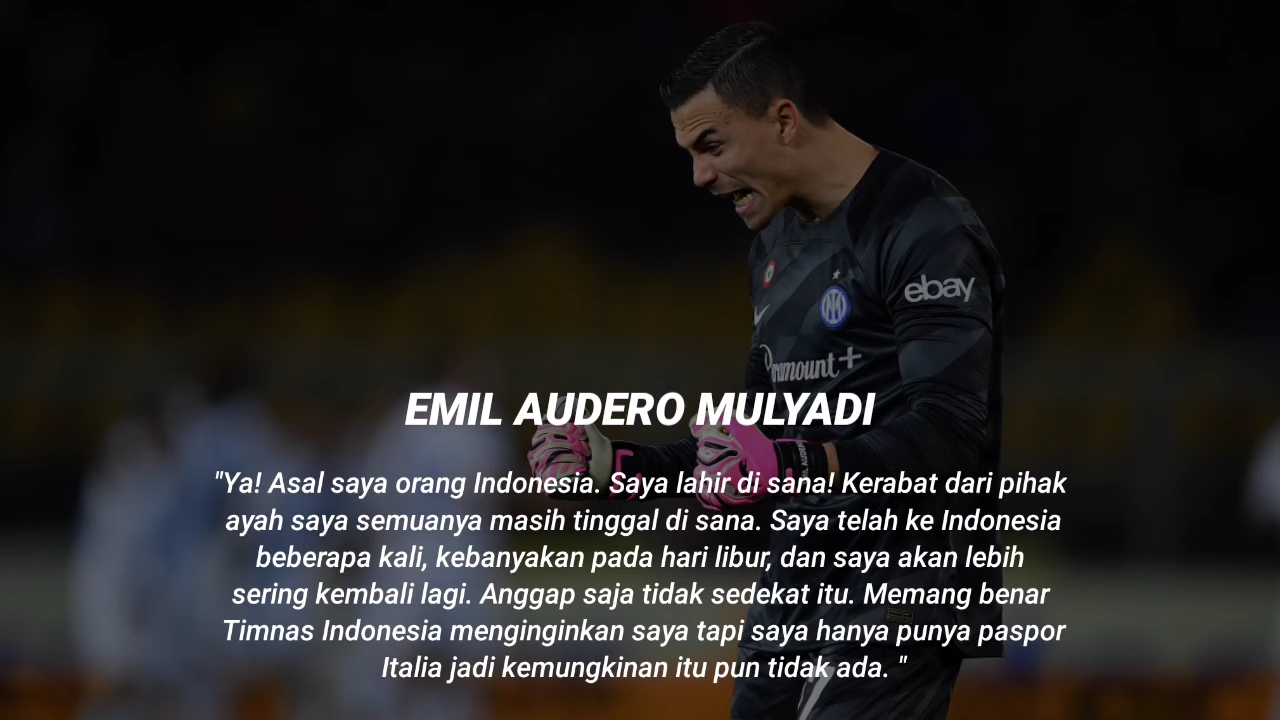 ebay
Paramount+
EMIL AUDERO MULYADI
"Ya! Asal saya orang Indonesia. Saya lahir di sana! Kerabat dari pihak
ayah saya semuanya masih tinggal di sana. Saya telah ke Indonesia
beberapa kali, kebanyakan pada hari libur, dan saya akan lebih
sering kembali lagi. Anggap saja tidak sedekat itu. Memang benar
Timnas Indonesia menginginkan saya tapi saya hanya punya paspor
Italia jadi kemungkinan itu pun tidak ada. "